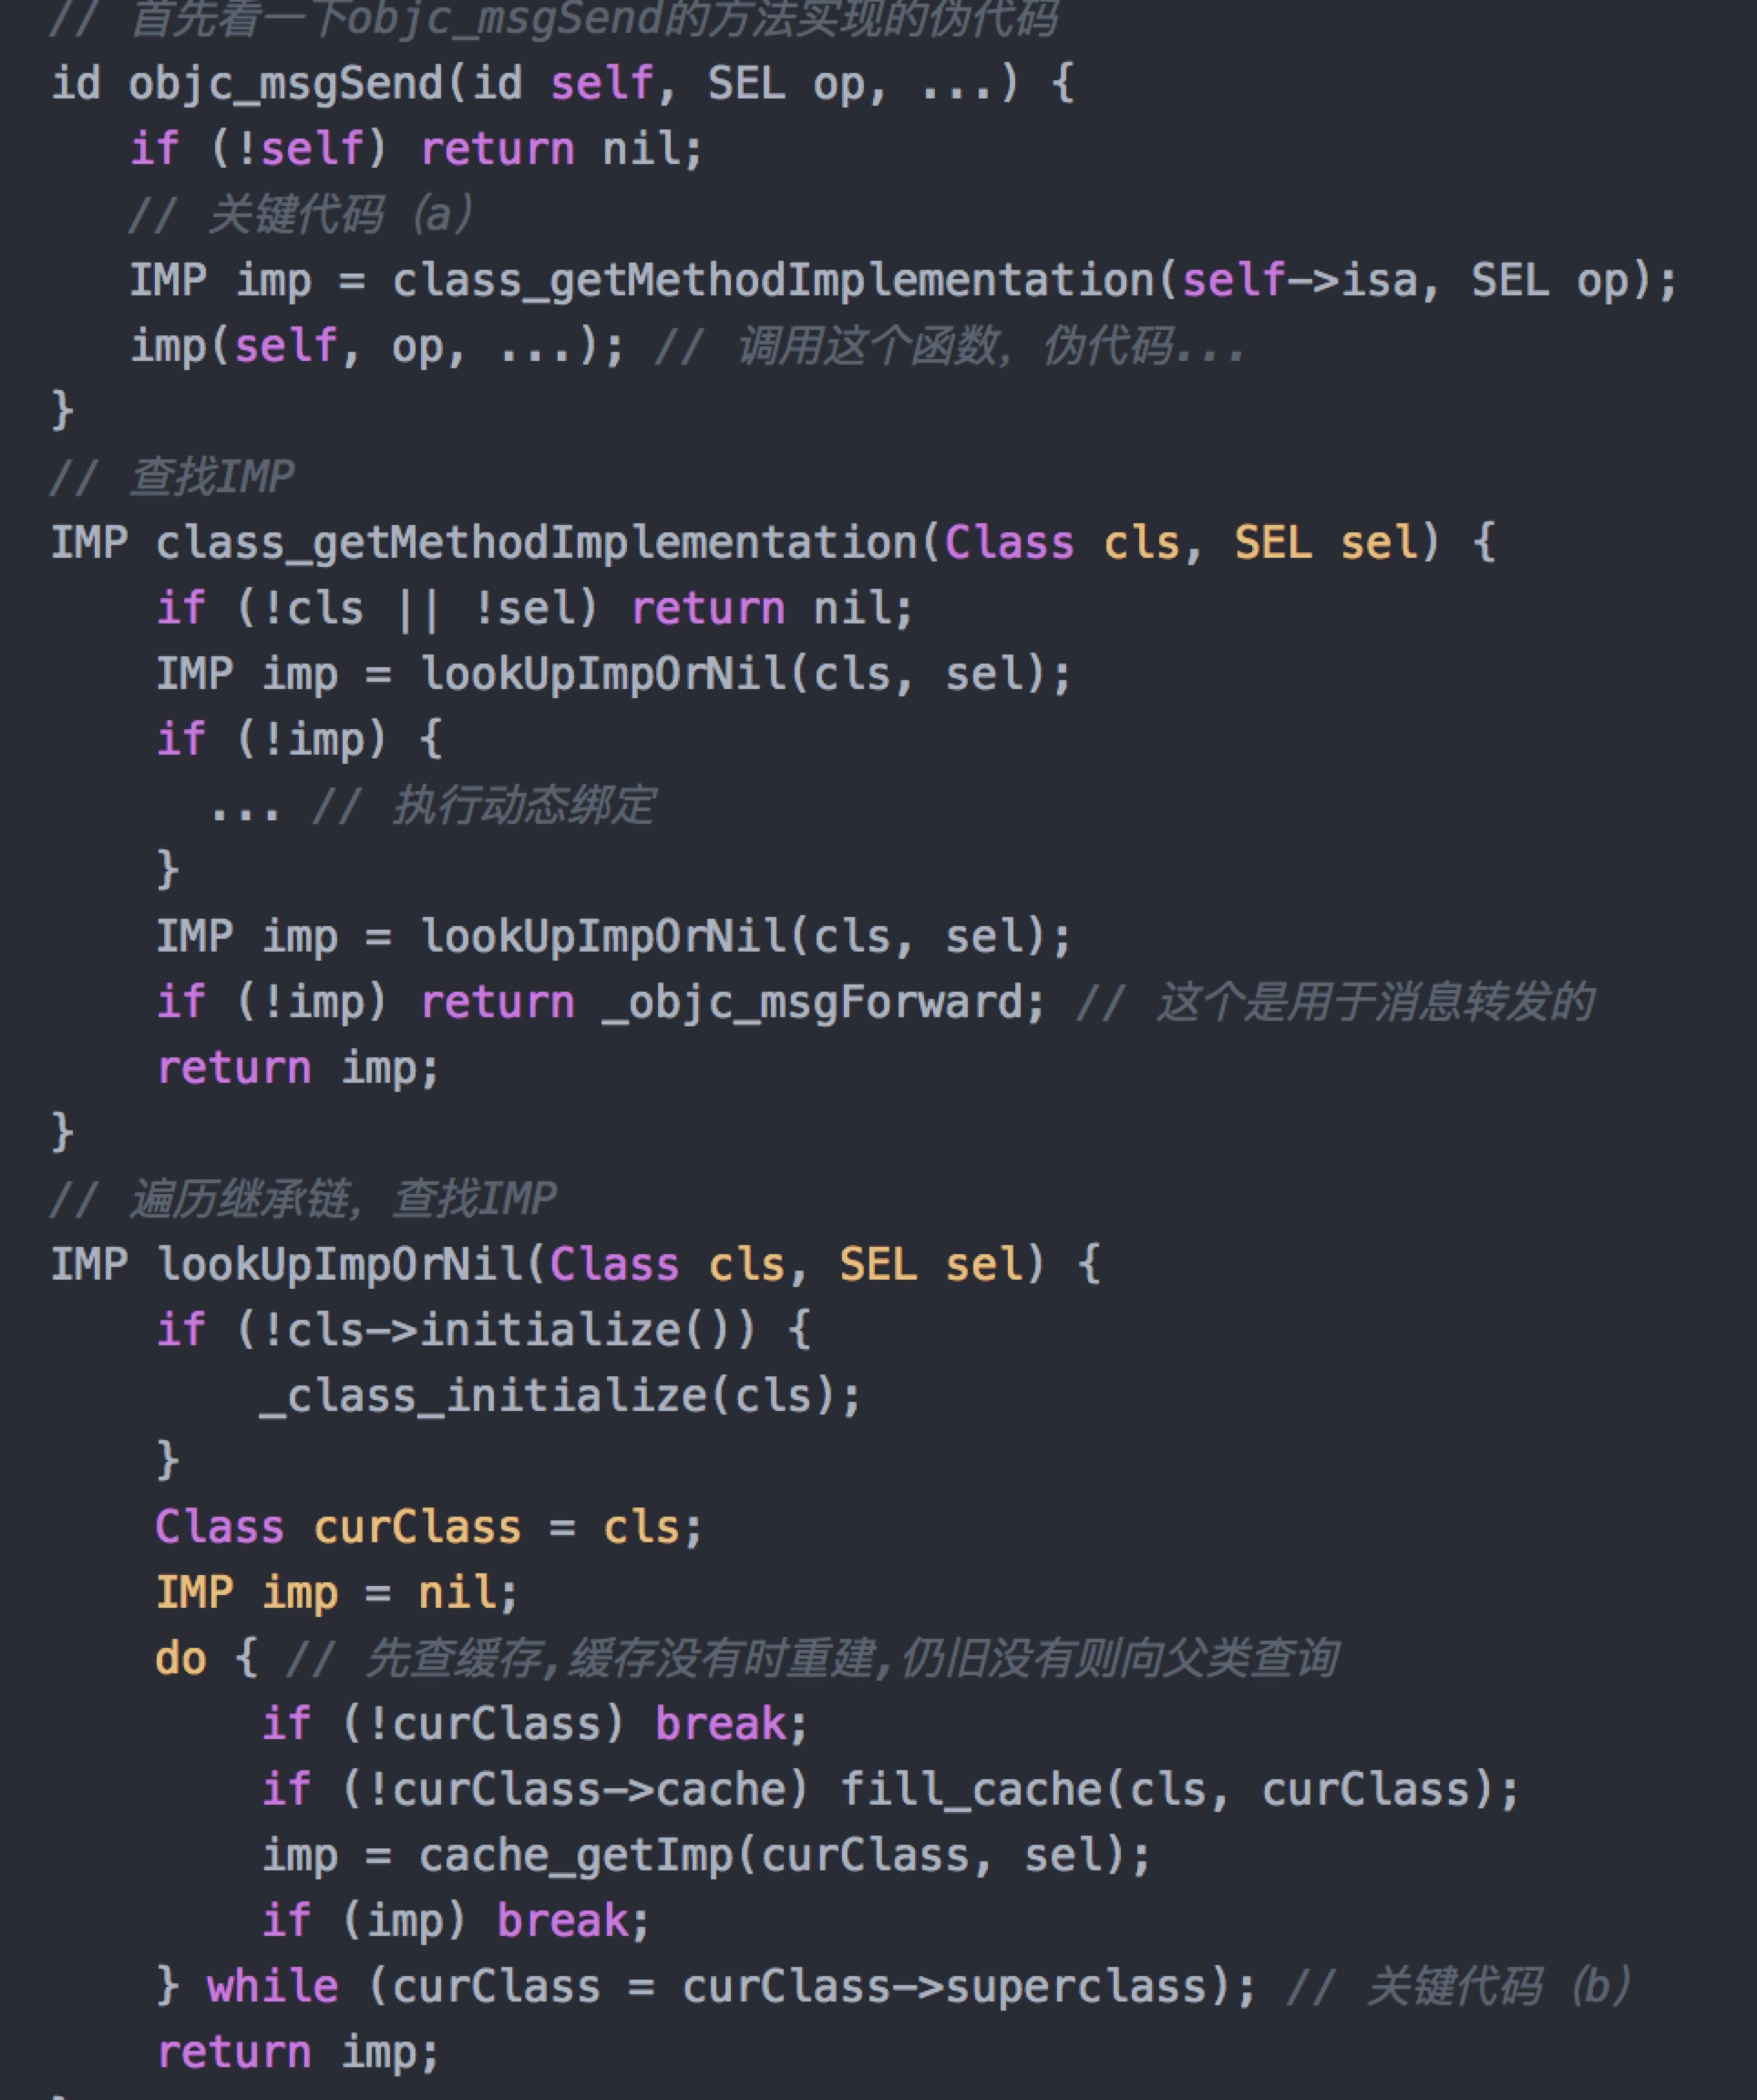 // 首先看一下objc_msgSend的方法实现的伪代码
id objc_msgSend(id self, SEL op, ...) {
   if (!self) return nil;
   // 关键代码（a）
   IMP imp = class_getMethodImplementation(self->isa, SEL op);
   imp(self, op, ...); // 调用这个函数，伪代码...
}
// 查找IMP
IMP class_getMethodImplementation(Class cls, SEL sel) {
    if (!cls || !sel) return nil;
    IMP imp = lookUpImpOrNil(cls, sel);
    if (!imp) {
      ... // 执行动态绑定
    }
    IMP imp = lookUpImpOrNil(cls, sel);
    if (!imp) return _objc_msgForward; // 这个是用于消息转发的
    return imp;
}
// 遍历继承链，查找IMP
IMP lookUpImpOrNil(Class cls, SEL sel) {
    if (!cls->initialize()) {
        _class_initialize(cls);
    }
    Class curClass = cls;
    IMP imp = nil;
    do { // 先查缓存,缓存没有时重建,仍旧没有则向父类查询
        if (!curClass) break;
        if (!curClass->cache) fill_cache(cls, curClass);
        imp = cache_getImp(curClass, sel);
        if (imp) break;
    } while (curClass = curClass->superclass); // 关键代码（b）
    return imp;
}